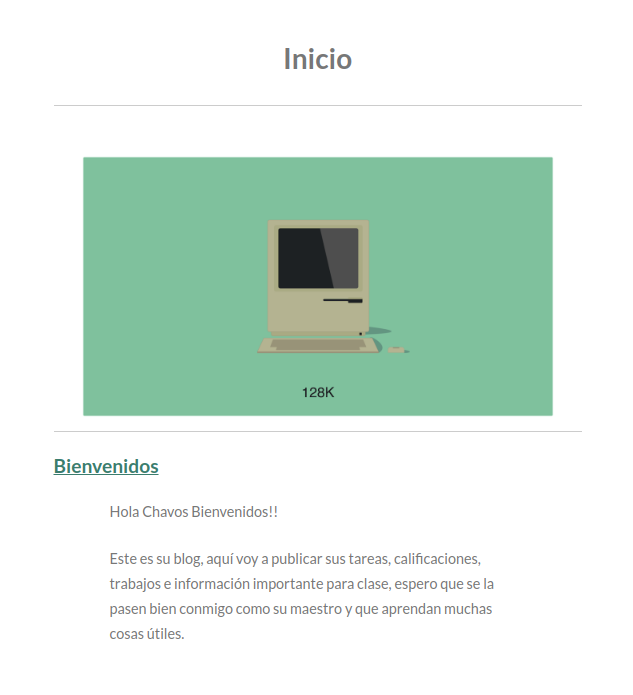 Inicio
128K
Bienvenidos
Hola Chavos Bienvenidos!!
Este es su blog, aquí voy a publicar sus tareas, calificaciones,
trabajos e información importante para clase, espero que se la
pasen bien conmigo como su maestro y que aprendan muchas
cosas útiles.